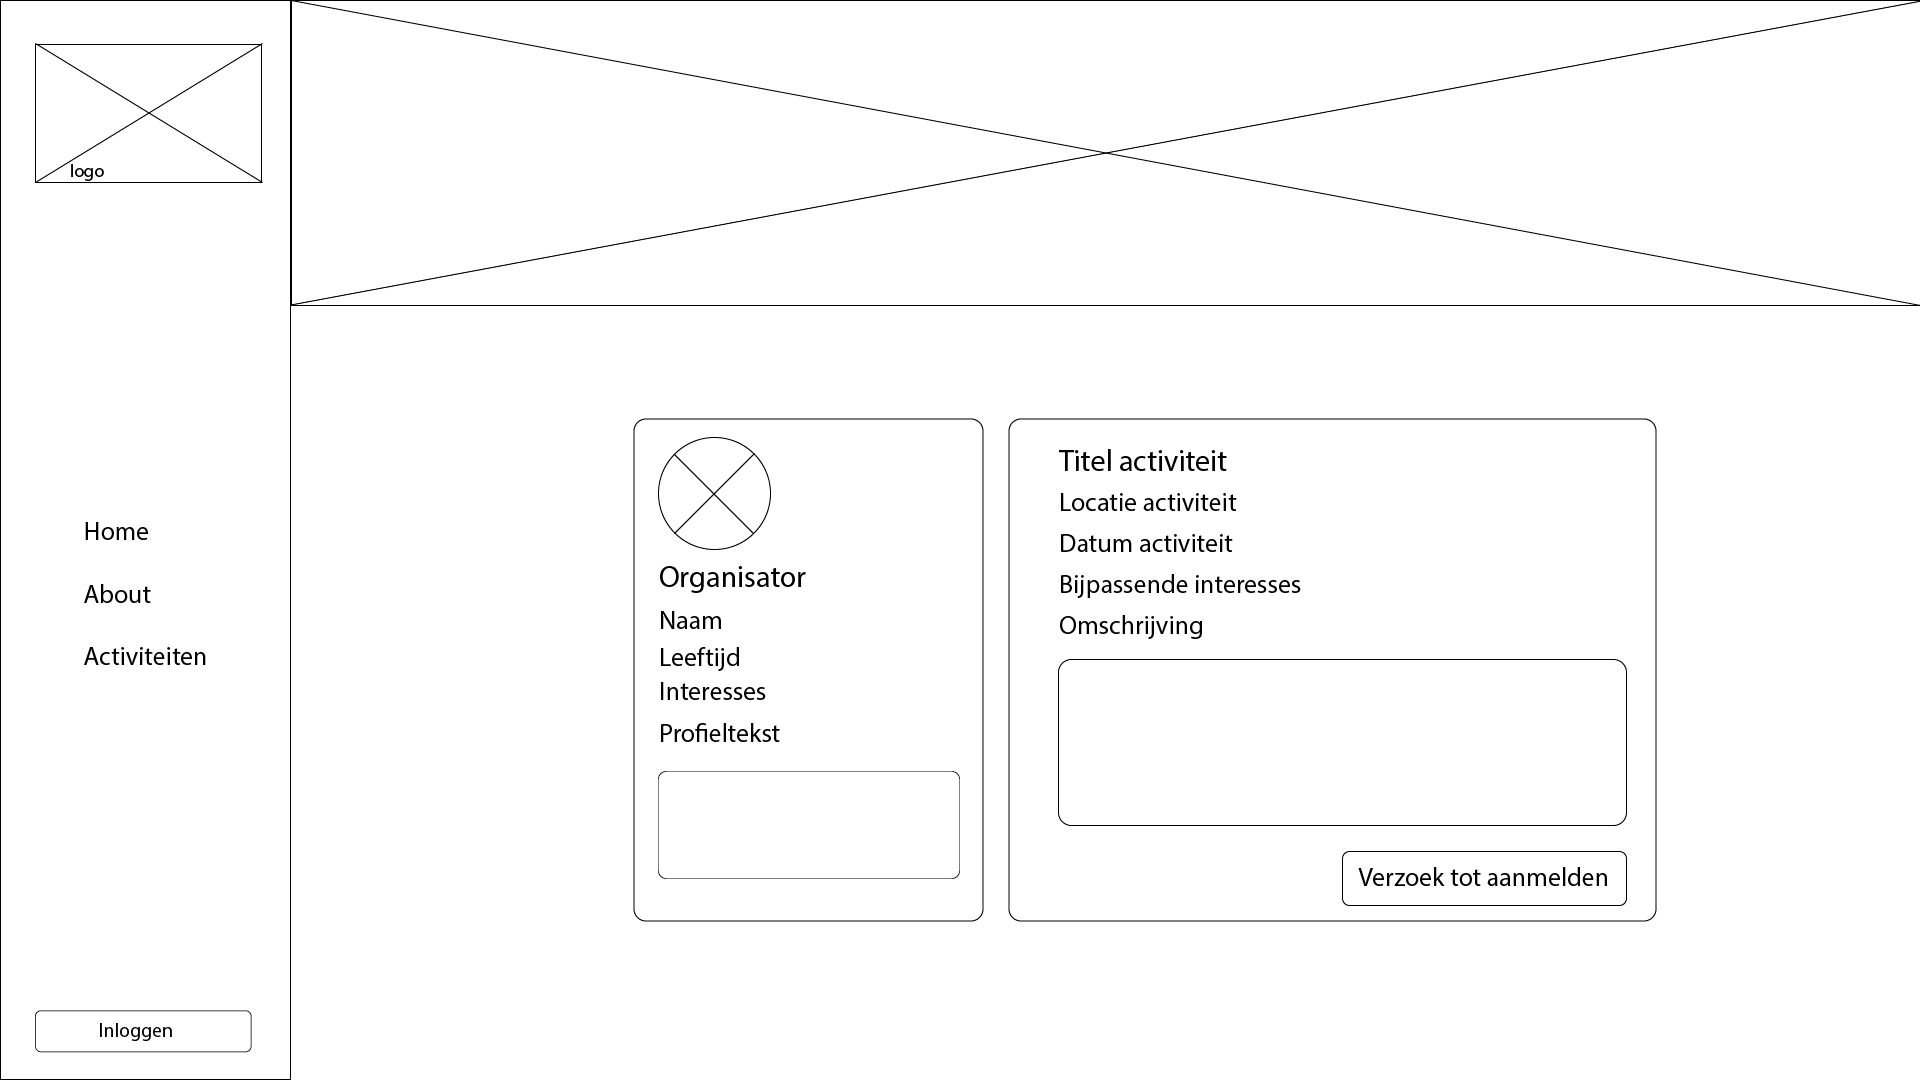 logo
Home
About
Activiteiten
Inloggen
Organisator
Naam
Leeftijd
Interesses
Profieltekst
Titel activiteit
Locatie activiteit
Datum activiteit
Bijpassende interesses
Omschrijving
Verzoek tot aanmelden